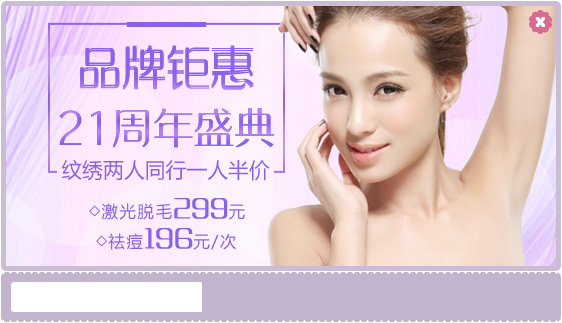 品牌钜惠
21周年盛典
纹绣两人同行一人半价
◇激光脱毛299元
◇祛痘196元/次